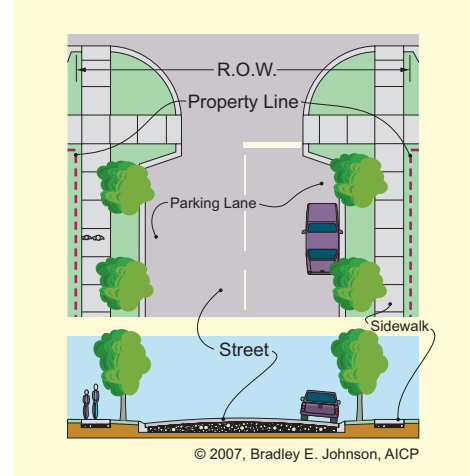 R.O.W.
Property Line
Parking Lane
Sidewalk
Street
© 2007, Bradley E. Johnson, AICP